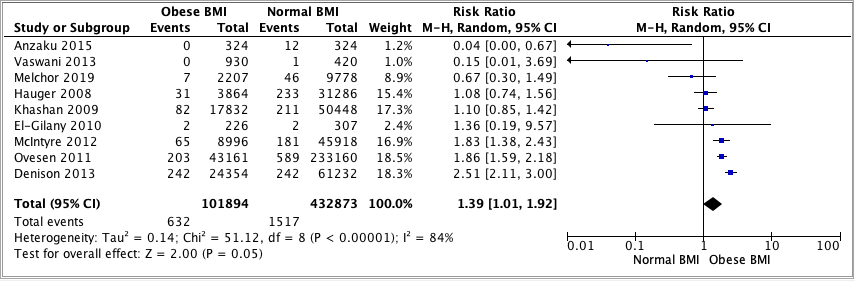 Obese BMI Normal BMI Risk Ratio Risk Ratio
Study or Subgroup Events Total Events Total Weight M-H, Random, 95% CI M-H, Random, 95% CI
Anzaku 2015 0 324 12 324 1.2% 0.04 [0.00, 0.67]
Vaswani 2013 0 930 1 420 1.0% 0.15 [0.01, 3.69]
Melchor 2019 7 2207 46 9778 8.9% 0.67 [0.30, 1.49]
Hauger 2008 31 3864 233 31286 15.4% 1.08 [0.74, 1.56]
Khashan 2009 82 17832 211 50448 17.3% 1.10 [0.85, 1.42]
El-Gilany 2010 2 226 2 307 2.4% 1.36 [0.19, 9.57]
McIntyre 2012 65 8996 181 45918 16.9% 1.83 [1.38, 2.43]
Ovesen 2011 203 43161 589 233160 18.5% 1.86 [1.59, 2.18]
Denison 2013 242 24354 242 61232 18.3% 2.51 [2.11, 3.00]
Total (95% CI) 101894 432873 100.0% 1.39 [1.01, 1.92]
Total events 632 1517
Heterogeneity: Tau² = 0.14; Chi² = 51.12, df = 8 (P < 0.00001); I² = 84%
Test for overall effect: Z = 2.00 (P = 0.05)
0.01 0.1 1 10 100
Normal BMI Obese BMI